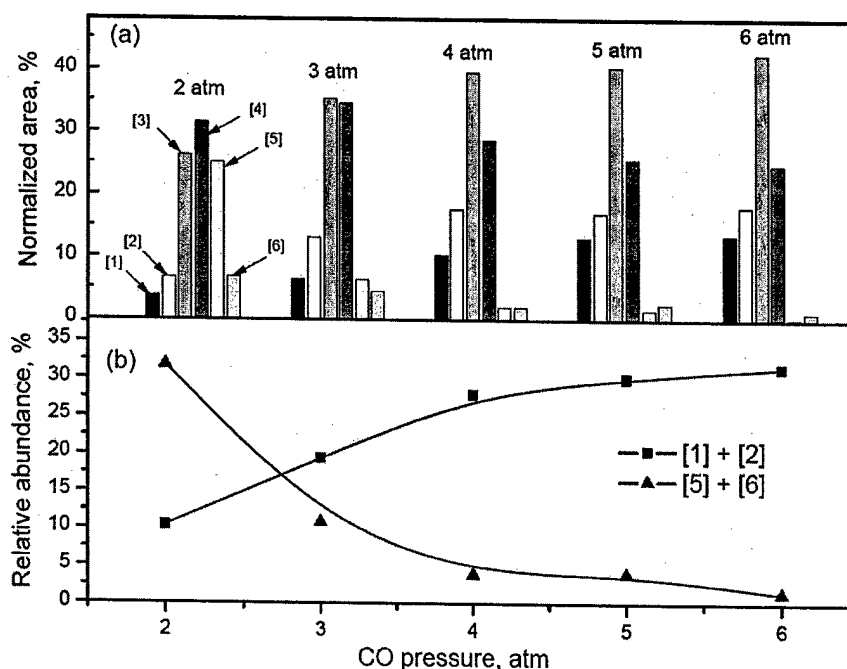 (a)
Normalized area, %
40
30
20
10
0
2 atm
3 atm
4 atm
5 atm
6 atm
[1]
[2]
[3]
[4]
[5]
[6]
(b)
Relative abundance, %
35
30
25
20
15
10
5
0
[1] + [2]
[5] + [6]
2
3
4
5
6
CO pressure, atm